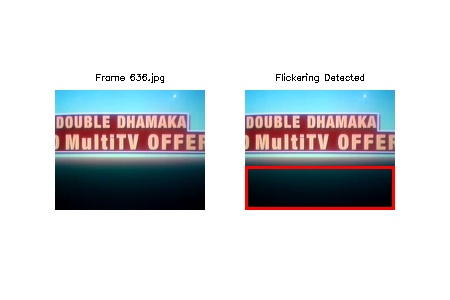 Frame 636.jpg
Flickering Detected
DOUBLE DHAMAKA
DOUBLE DHAMAKA
MultiTV OFFER
MultiTV OFFER